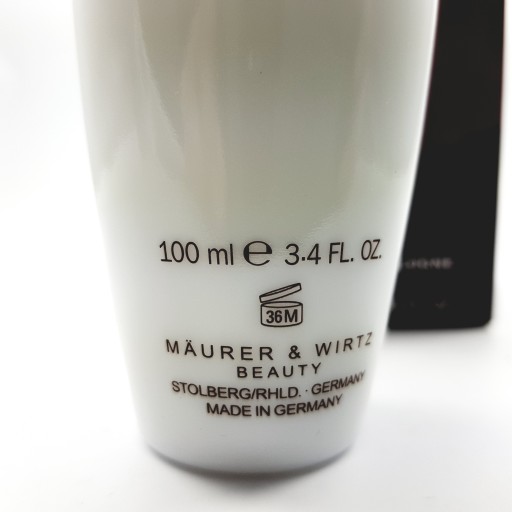 100 ml ℮ 3.4 FL. OZ.
36M
MÄURER & WIRTZ
BEAUTY
STOLBERG/RHLD. · GERMANY
MADE IN GERMANY